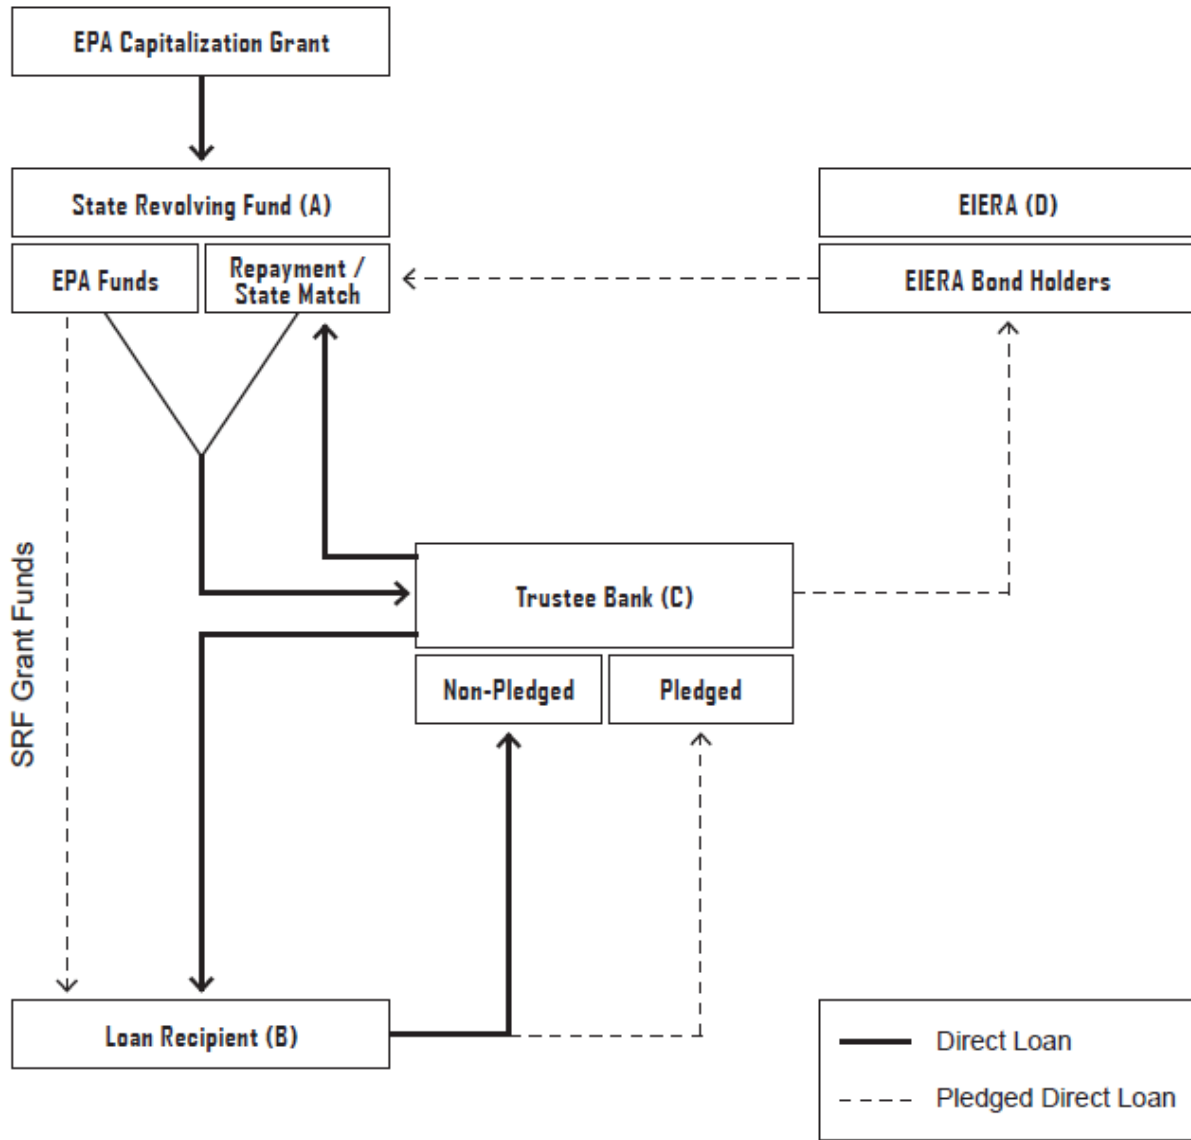 EPA Capitalization Grant
State Revolving Fund (A)
EPA Funds
Repayment /
State Match
EIERA (D)
EIERA Bond Holders
SRF Grant Funds
Trustee Bank (C)
Non-Pledged
Pledged
Loan Recipient (B)
Direct Loan
Pledged Direct Loan